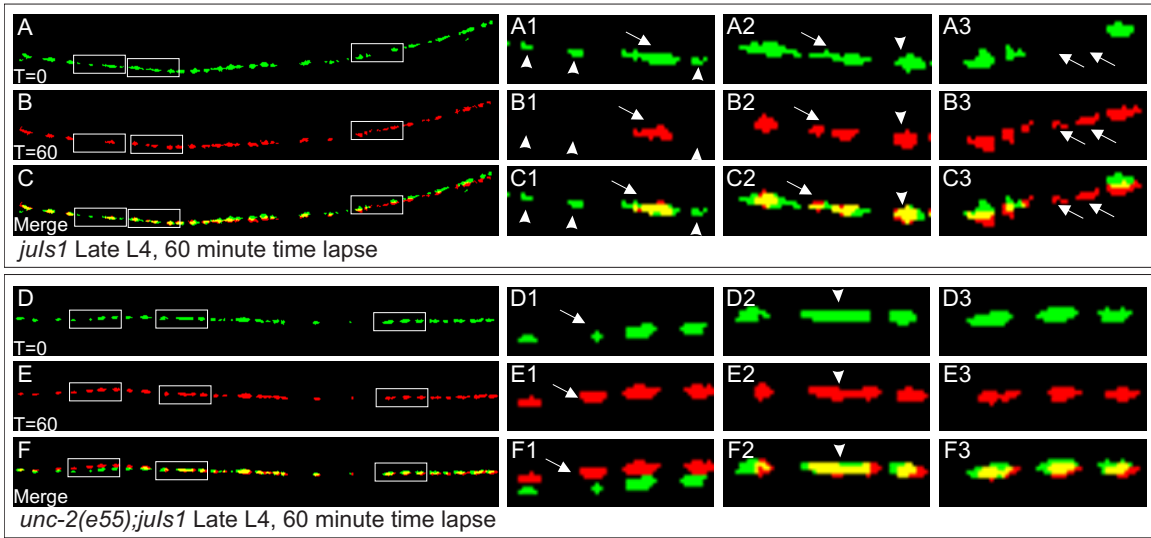 A A1 A2 A3
T=0
B B1 B2 B3
T=60
C C1 C2 C3
Merge
juIs1 Late L4, 60 minute time lapse
D D1 D2 D3
T=0
E E1 E2 E3
T=60
F F1 F2 F3
Merge
unc-2(e55);juIs1 Late L4, 60 minute time lapse